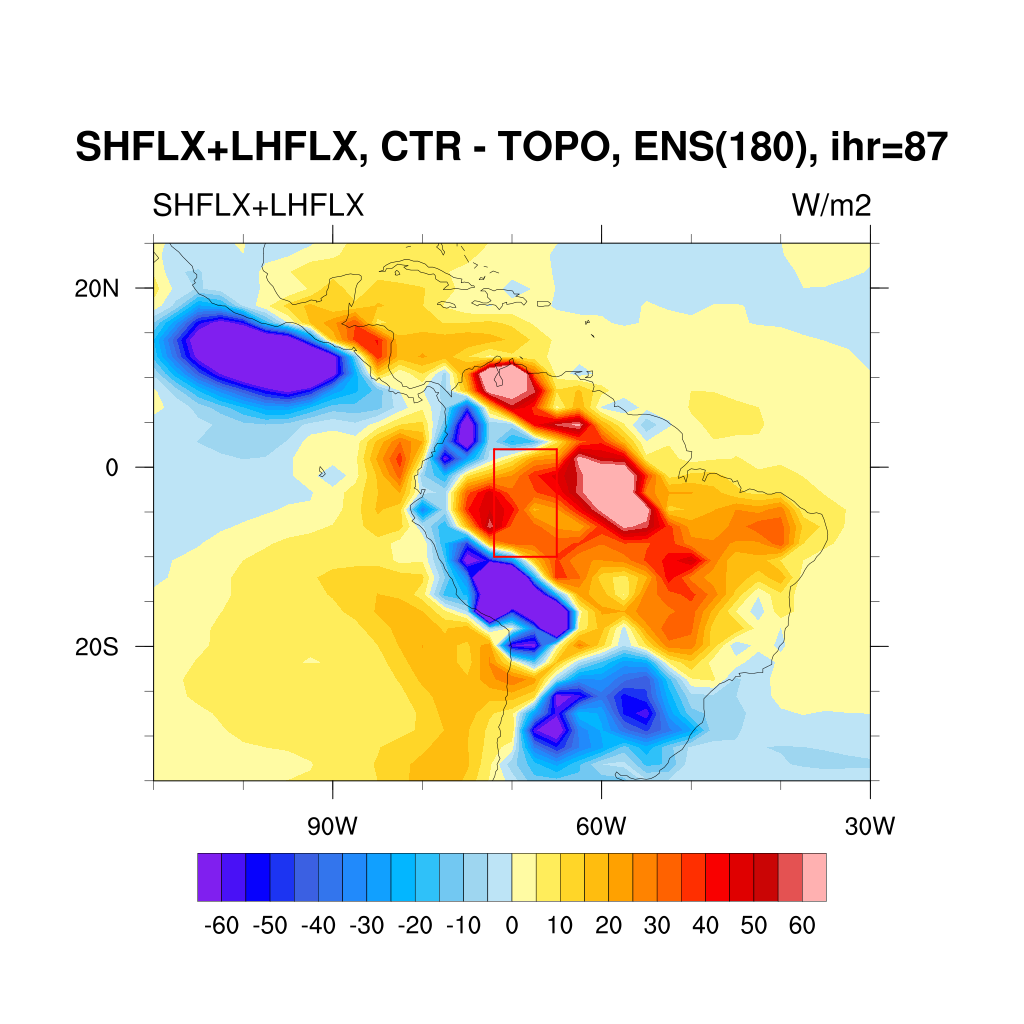 SHFLX+LHFLX, CTR - TOPO, ENS(180), ihr=87
SHFLX+LHFLX W/m2
20N
0
20S
90W 60W 30W
-60 -50 -40 -30 -20 -10 0 10 20 30 40 50 60